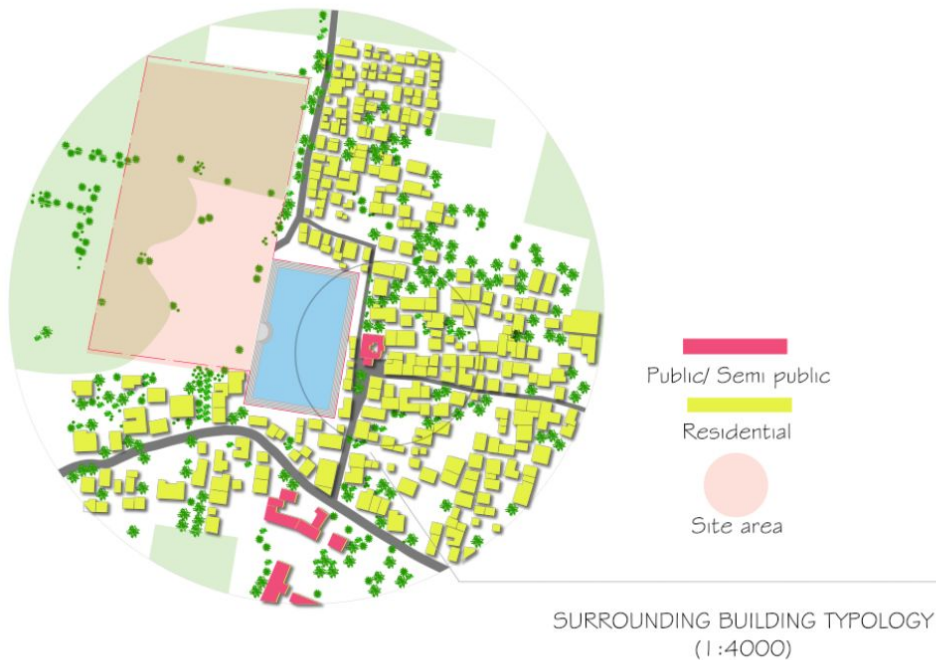 Public/ Semi public
Residential
Site area
SURROUNDING BUILDING TYPOLOGY
(1:4000)